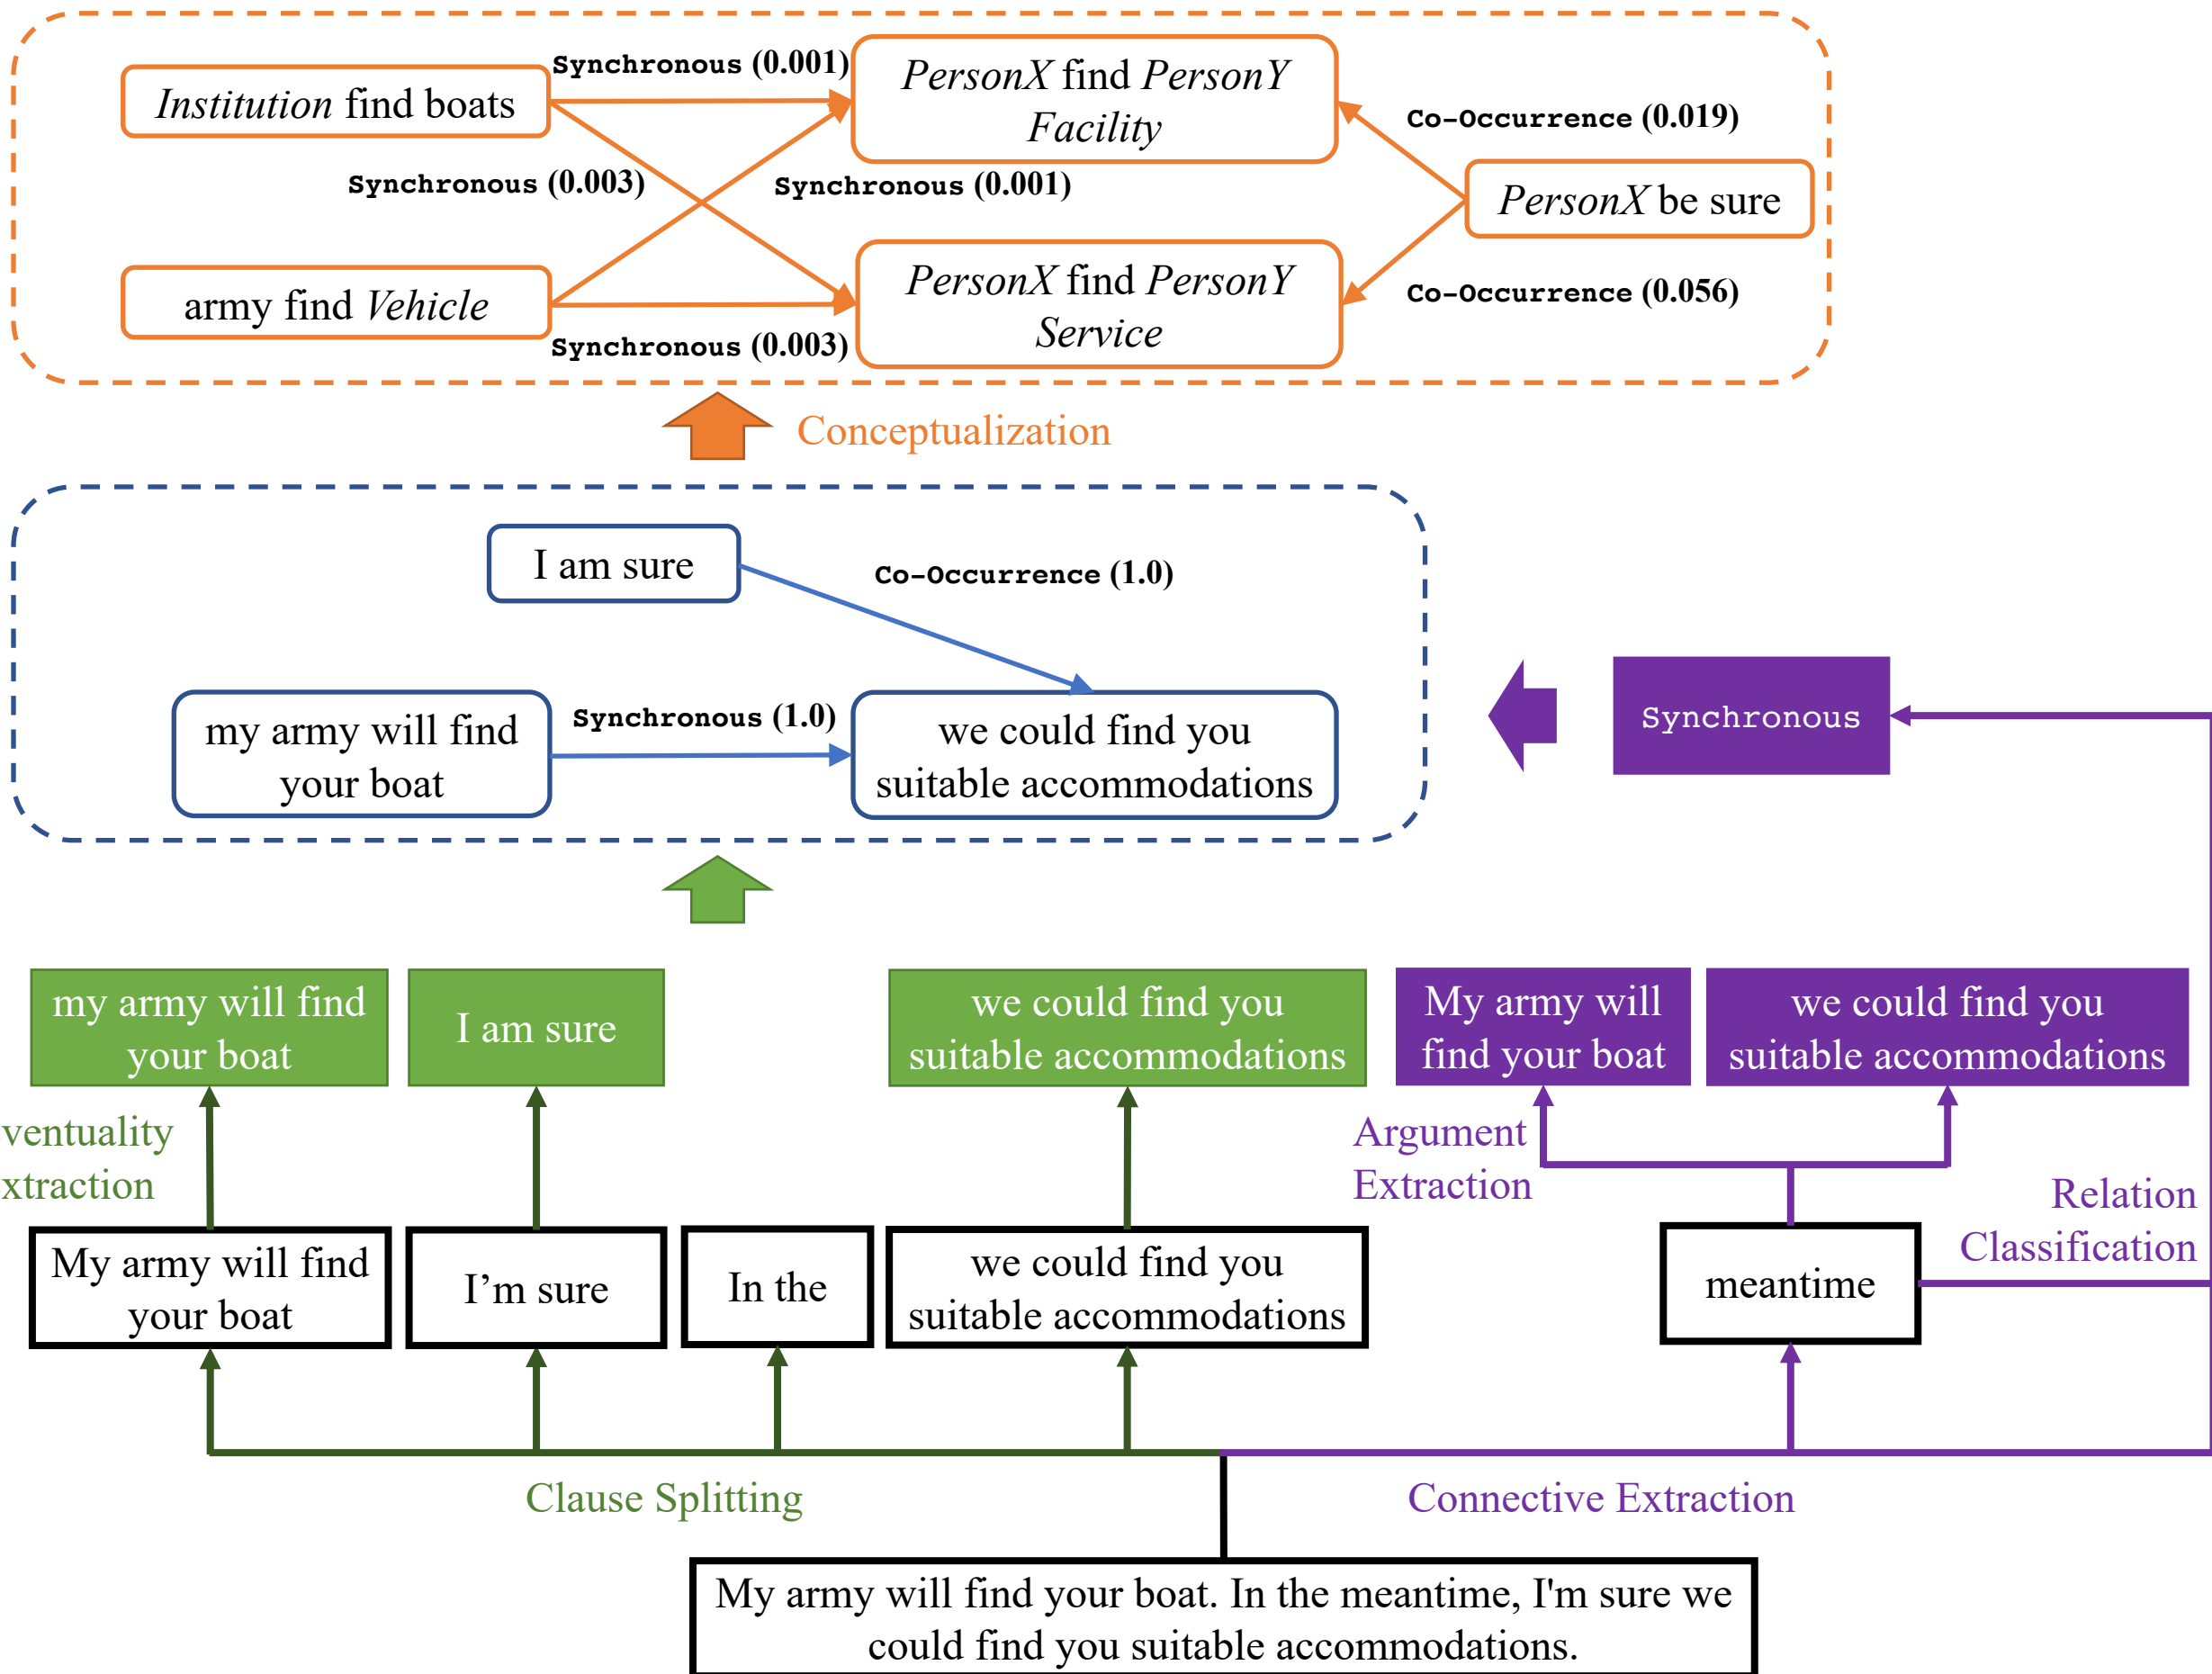 Synchronous (0.001)
Institution find boats
PersonX find PersonY
Facility
Co-Occurrence (0.019)
Synchronous (0.003)
Synchronous (0.001)
PersonX be sure
army find Vehicle
PersonX find PersonY
Service
Co-Occurrence (0.056)
Synchronous (0.003)
Conceptualization
I am sure
Co-Occurrence (1.0)
my army will find
your boat
Synchronous (1.0)
we could find you
suitable accommodations
Synchronous
my army will find
your boat
I am sure
we could find you
suitable accommodations
My army will
find your boat
we could find you
suitable accommodations
ventuality
xtraction
Argument
Extraction
Relation
Classification
My army will find
your boat
I’m sure
In the
we could find you
suitable accommodations
meantime
Clause Splitting
Connective Extraction
My army will find your boat. In the meantime, I'm sure we
could find you suitable accommodations.